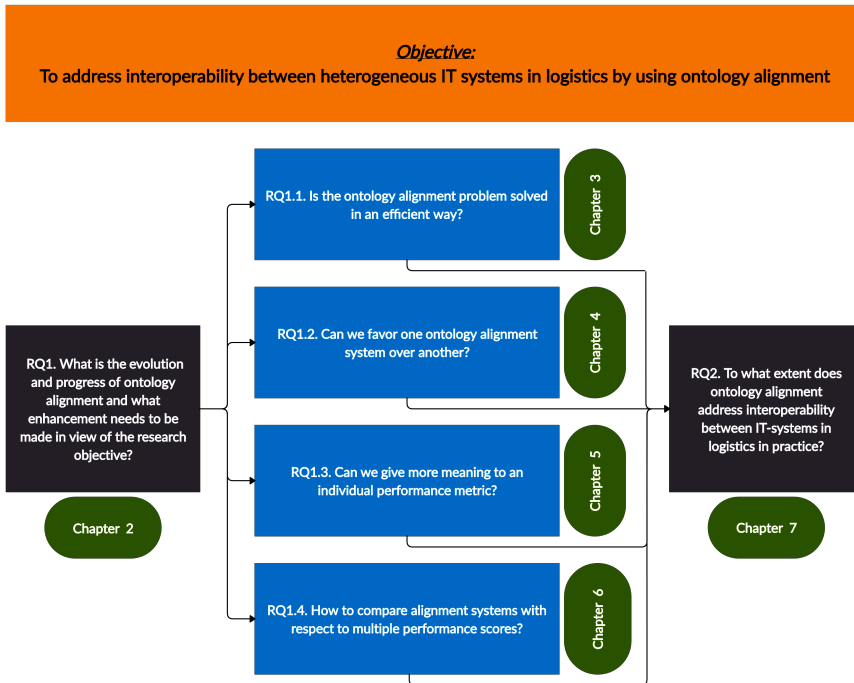 Objective:
To address interoperability between heterogeneous IT systems in logistics by using ontology alignment
RQ1.1. Is the ontology alignment problem solved
in an efficient way?
Chapter 3
RQ1.2. Can we favor one ontology alignment
system over another?
Chapter 4
RQ1. What is the evolution
and progress of ontology
alignment and what
enhancement needs to be
made in view of the research
objective?
Chapter 2
RQ1.3. Can we give more meaning to an
individual performance metric?
Chapter 5
RQ1.4. How to compare alignment systems with
respect to multiple performance scores?
Chapter 6
RQ2. To what extent does
ontology alignment
address interoperability
between IT-systems in
logistics in practice?
Chapter 7